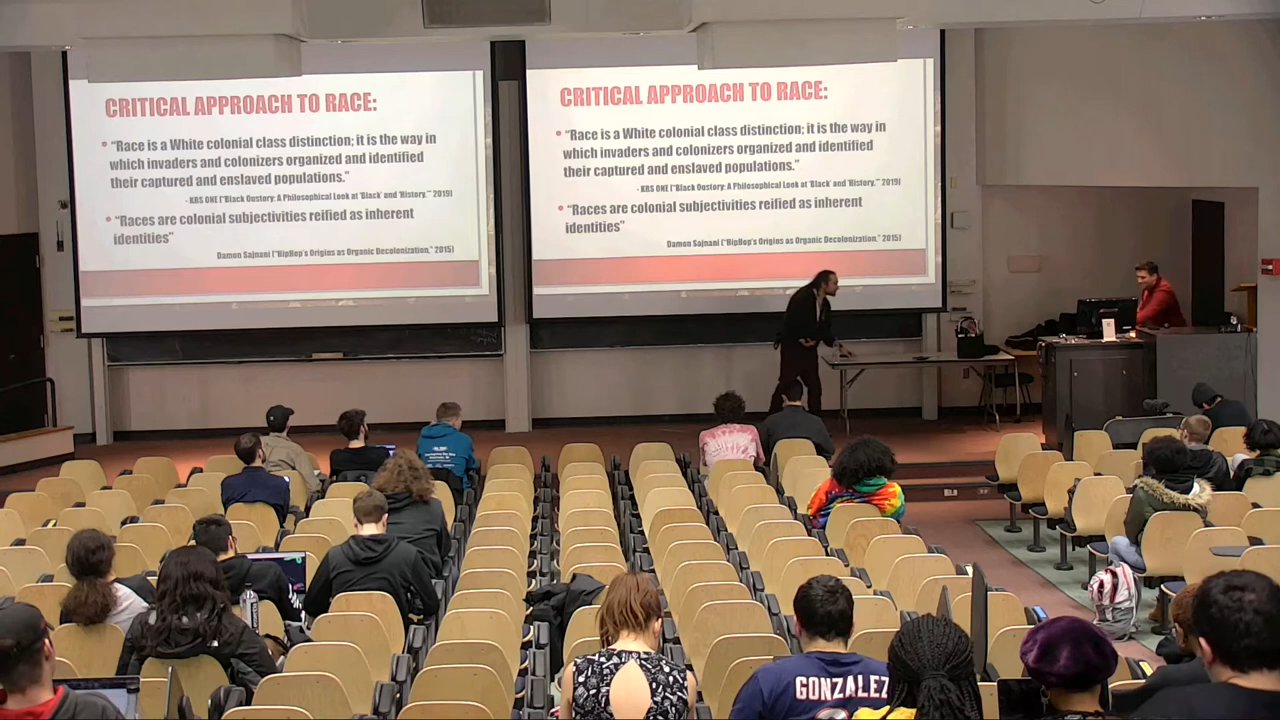 CRITICAL APPROACH TO RACE:
“Race is a White colonial class distinction; it is the way in
which invaders and colonizers organized and identified
their captured and enslaved populations.”
- KRS ONE (“Black Oustory: A Philosophical Look at ‘Black’ and ‘History,’” 2019)
“Races are colonial subjectivities reified as inherent
identities”
Damon Sajnani (“HipHop’s Origins as Organic Decolonization,” 2015)
CRITICAL APPROACH TO RACE:
“Race is a White colonial class distinction; it is the way in
which invaders and colonizers organized and identified
their captured and enslaved populations.”
- KRS ONE (“Black Oustory: A Philosophical Look at ‘Black’ and ‘History,’” 2019)
“Races are colonial subjectivities reified as inherent
identities”
Damon Sajnani (“HipHop’s Origins as Organic Decolonization,” 2015)
GONZALEZ